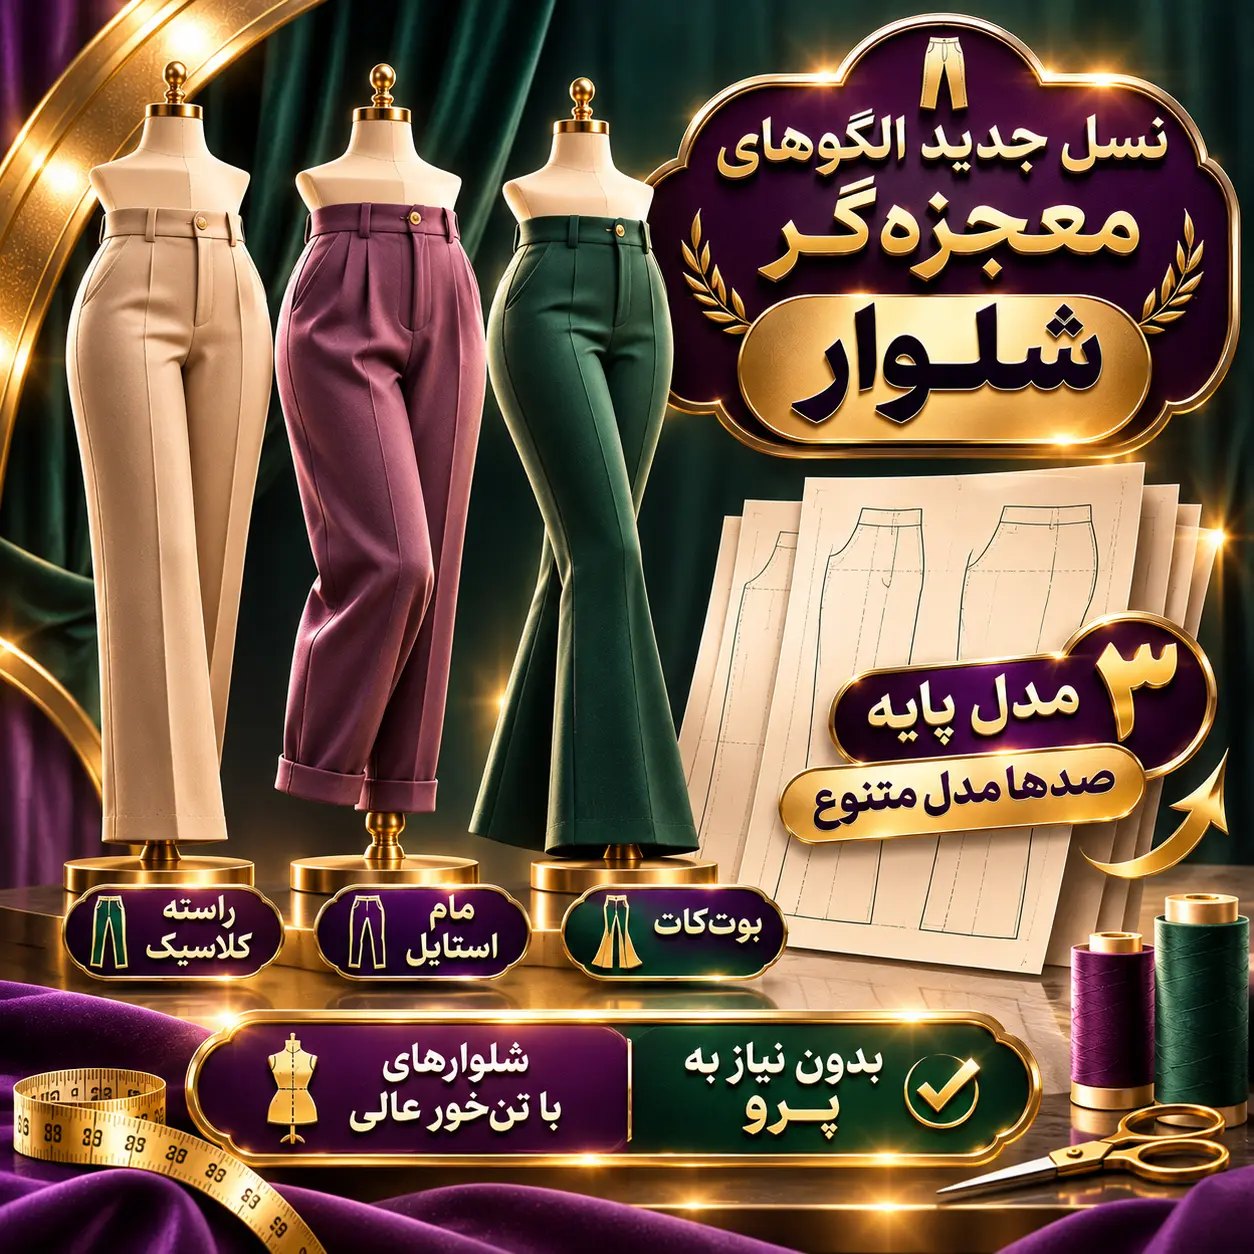 نسل جدید الگوهای
معجزه‌گر
شلوار
۳ مدل پایه
صدها مدل متنوع
راسته
کلاسیک
مام
استایل
بوت‌کات
بدون نیاز به
پرو
شلوارهای
با تن‌خور عالی